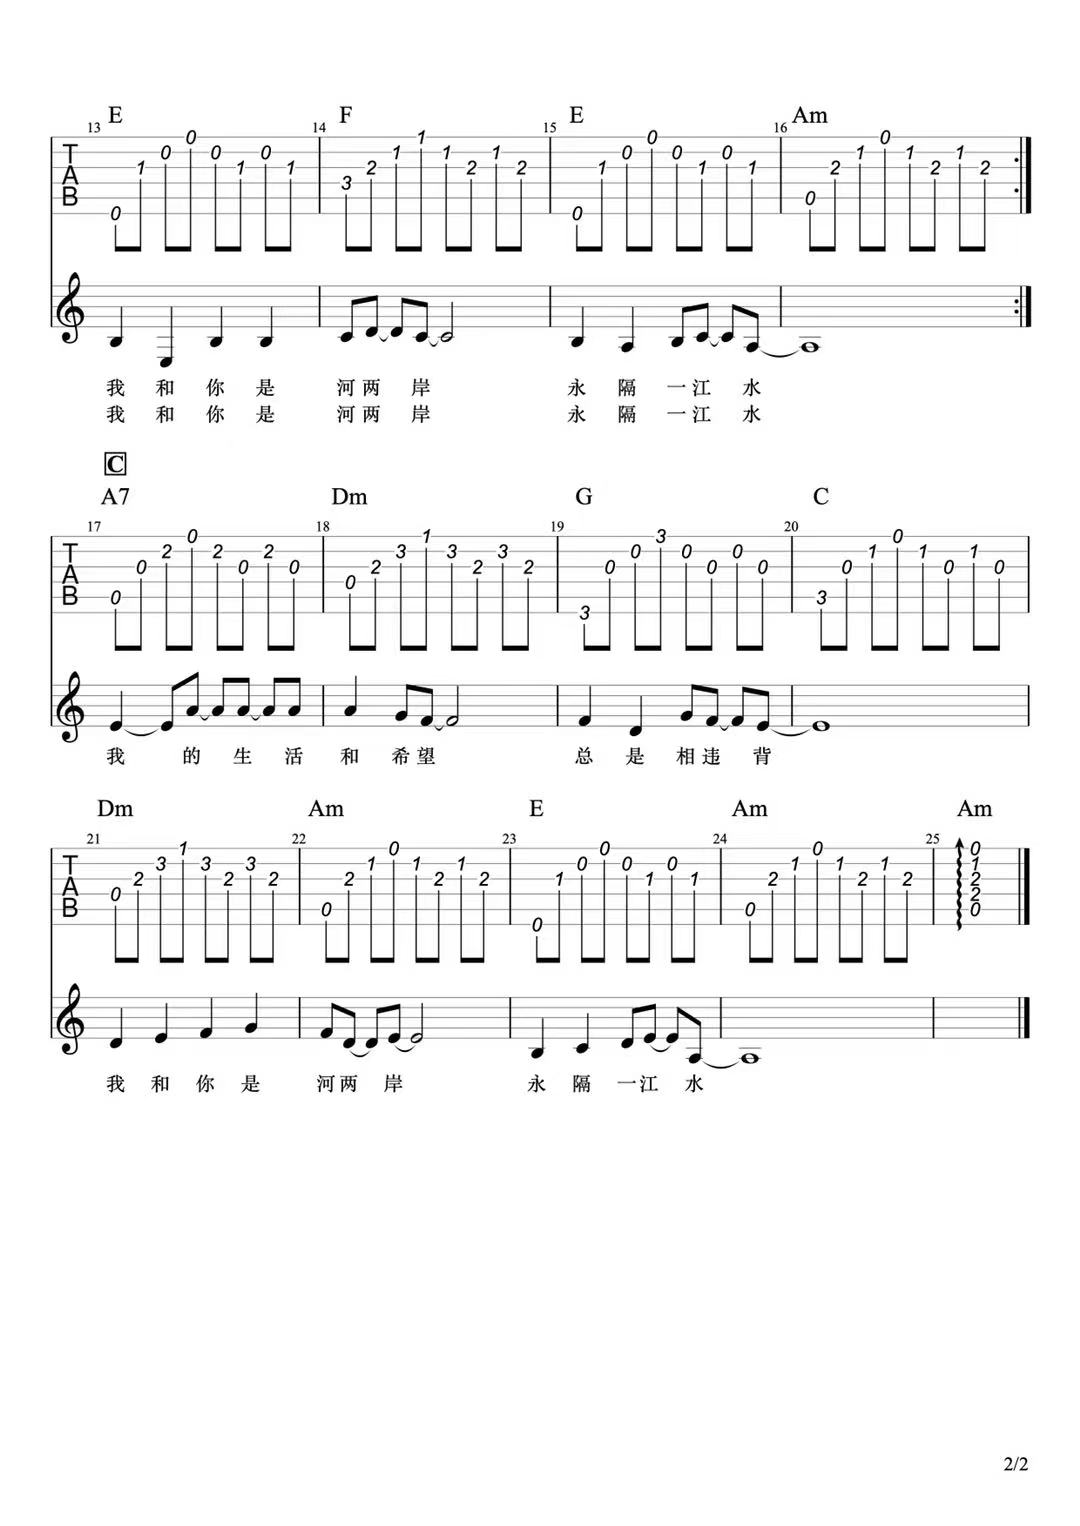 E F E Am
13 14 15 16
T 0 1 0 0 0 1 0 1 3 2 1 1 1 2 1 2 0 1 0 0 0 1 0 1 0 2 1 0 1 2 1 2
A
B
我 和 你 是 河 两 岸 永 隔 一 江 水
我 和 你 是 河 两 岸 永 隔 一 江 水
C
A7 Dm G C
17 18 19 20
T 0 0 2 0 2 0 2 0 0 2 3 1 3 2 3 2 3 0 0 3 0 0 0 0 3 0 1 0 1 0 1 0
A
B
我 的 生 活 和 希 望 总 是 相 违 背
Dm Am E Am Am
21 22 23 24 25
T 0 2 3 1 3 2 3 2 0 2 1 0 1 2 1 2 0 1 0 0 0 1 0 1 0 2 1 0 1 2 1 2 0 1 2 2 0
A
B
我 和 你 是 河 两 岸 永 隔 一 江 水
2/2